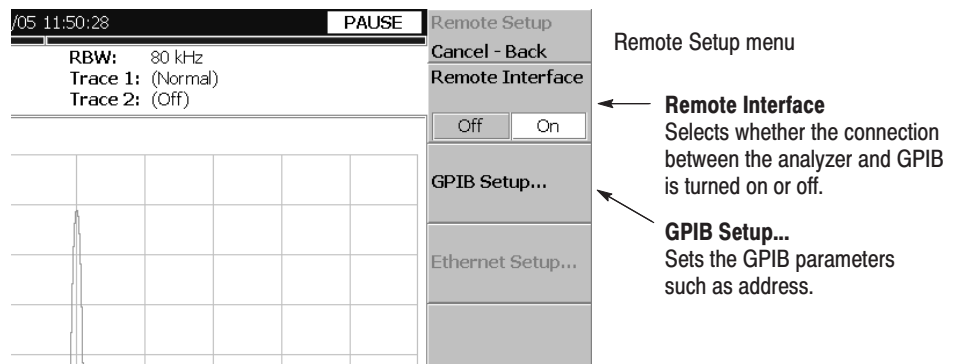 /05 11:50:28
PAUSE
RBW: 80 kHz
Trace 1: (Normal)
Trace 2: (Off)
Remote Setup
Cancel - Back
Remote Interface
Off On
GPIB Setup...
Ethernet Setup...
Remote Setup menu
Remote Interface
Selects whether the connection
between the analyzer and GPIB
is turned on or off.
GPIB Setup...
Sets the GPIB parameters
such as address.